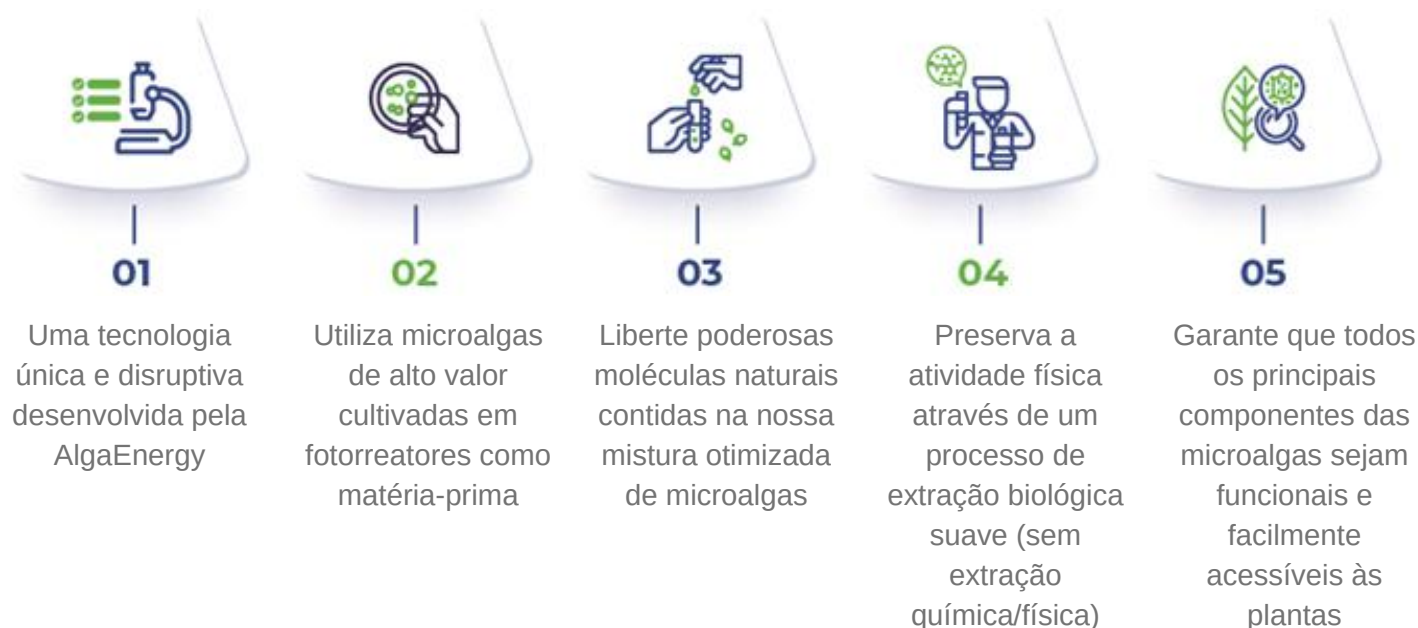 01
Uma tecnologia
única e disruptiva
desenvolvida pela
AlgaEnergy
02
Utiliza microalgas
de alto valor
cultivadas em
fotorreatores como
matéria-prima
03
Liberte poderosas
moléculas naturais
contidas na nossa
mistura otimizada
de microalgas
04
Preserva a
atividade física
através de um
processo de
extração biológica
suave (sem
extração
química/física)
05
Garante que todos
os principais
componentes das
microalgas sejam
funcionais e
facilmente
acessíveis às
plantas